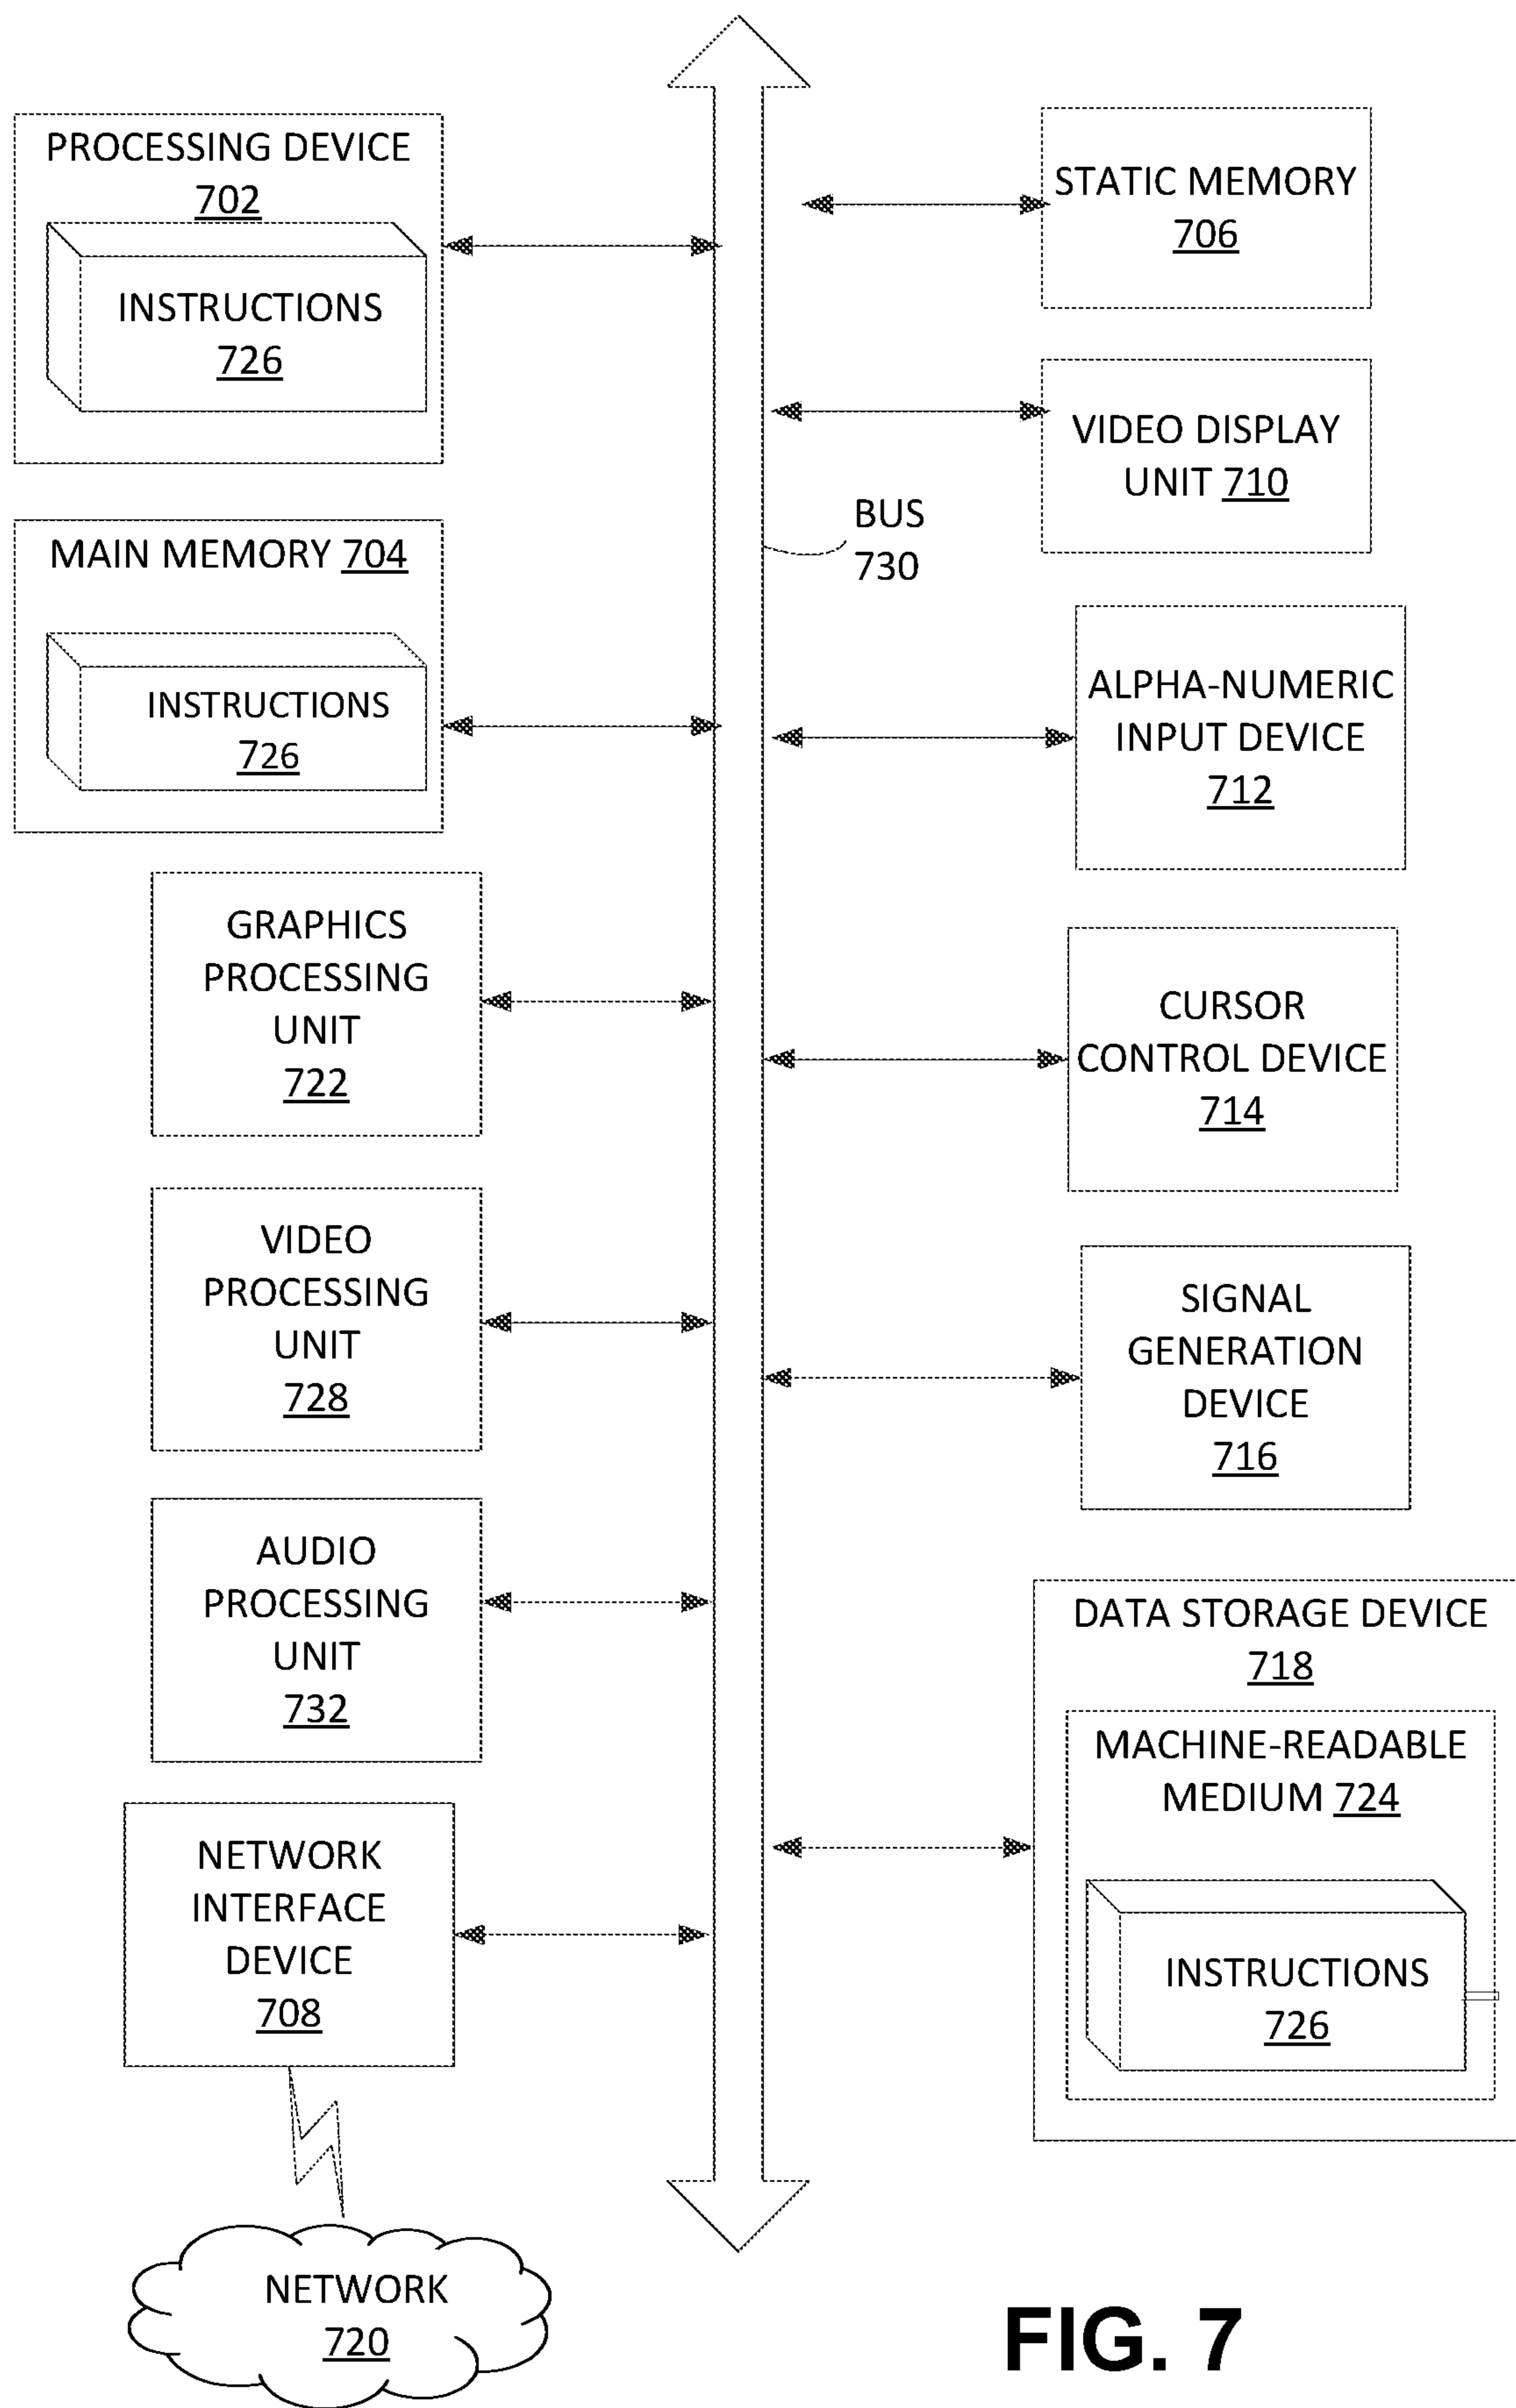 PROCESSING DEVICE
702
INSTRUCTIONS
726
MAIN MEMORY 704
INSTRUCTIONS
726
GRAPHICS
PROCESSING
UNIT
722
VIDEO
PROCESSING
UNIT
728
AUDIO
PROCESSING
UNIT
732
NETWORK
INTERFACE
DEVICE
708
NETWORK
720
BUS
730
STATIC MEMORY
706
VIDEO DISPLAY
UNIT 710
ALPHA-NUMERIC
INPUT DEVICE
712
CURSOR
CONTROL DEVICE
714
SIGNAL
GENERATION
DEVICE
716
DATA STORAGE DEVICE
718
MACHINE-READABLE
MEDIUM 724
INSTRUCTIONS
726
FIG. 7